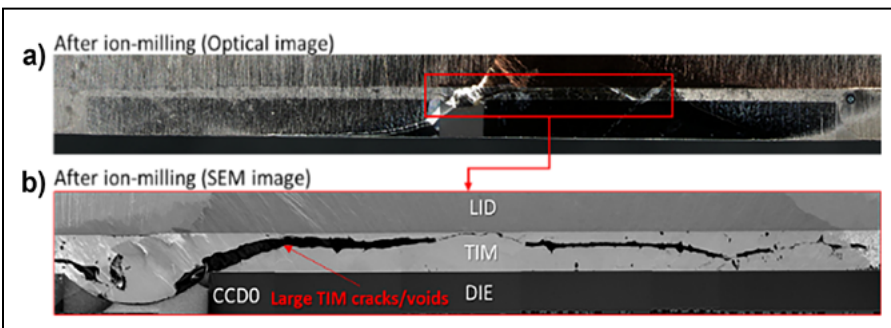 After ion-milling (Optical image)
a)
b) After ion-milling (SEM image)
LID
TIM
CCD0 Large TIM cracks/voids DIE